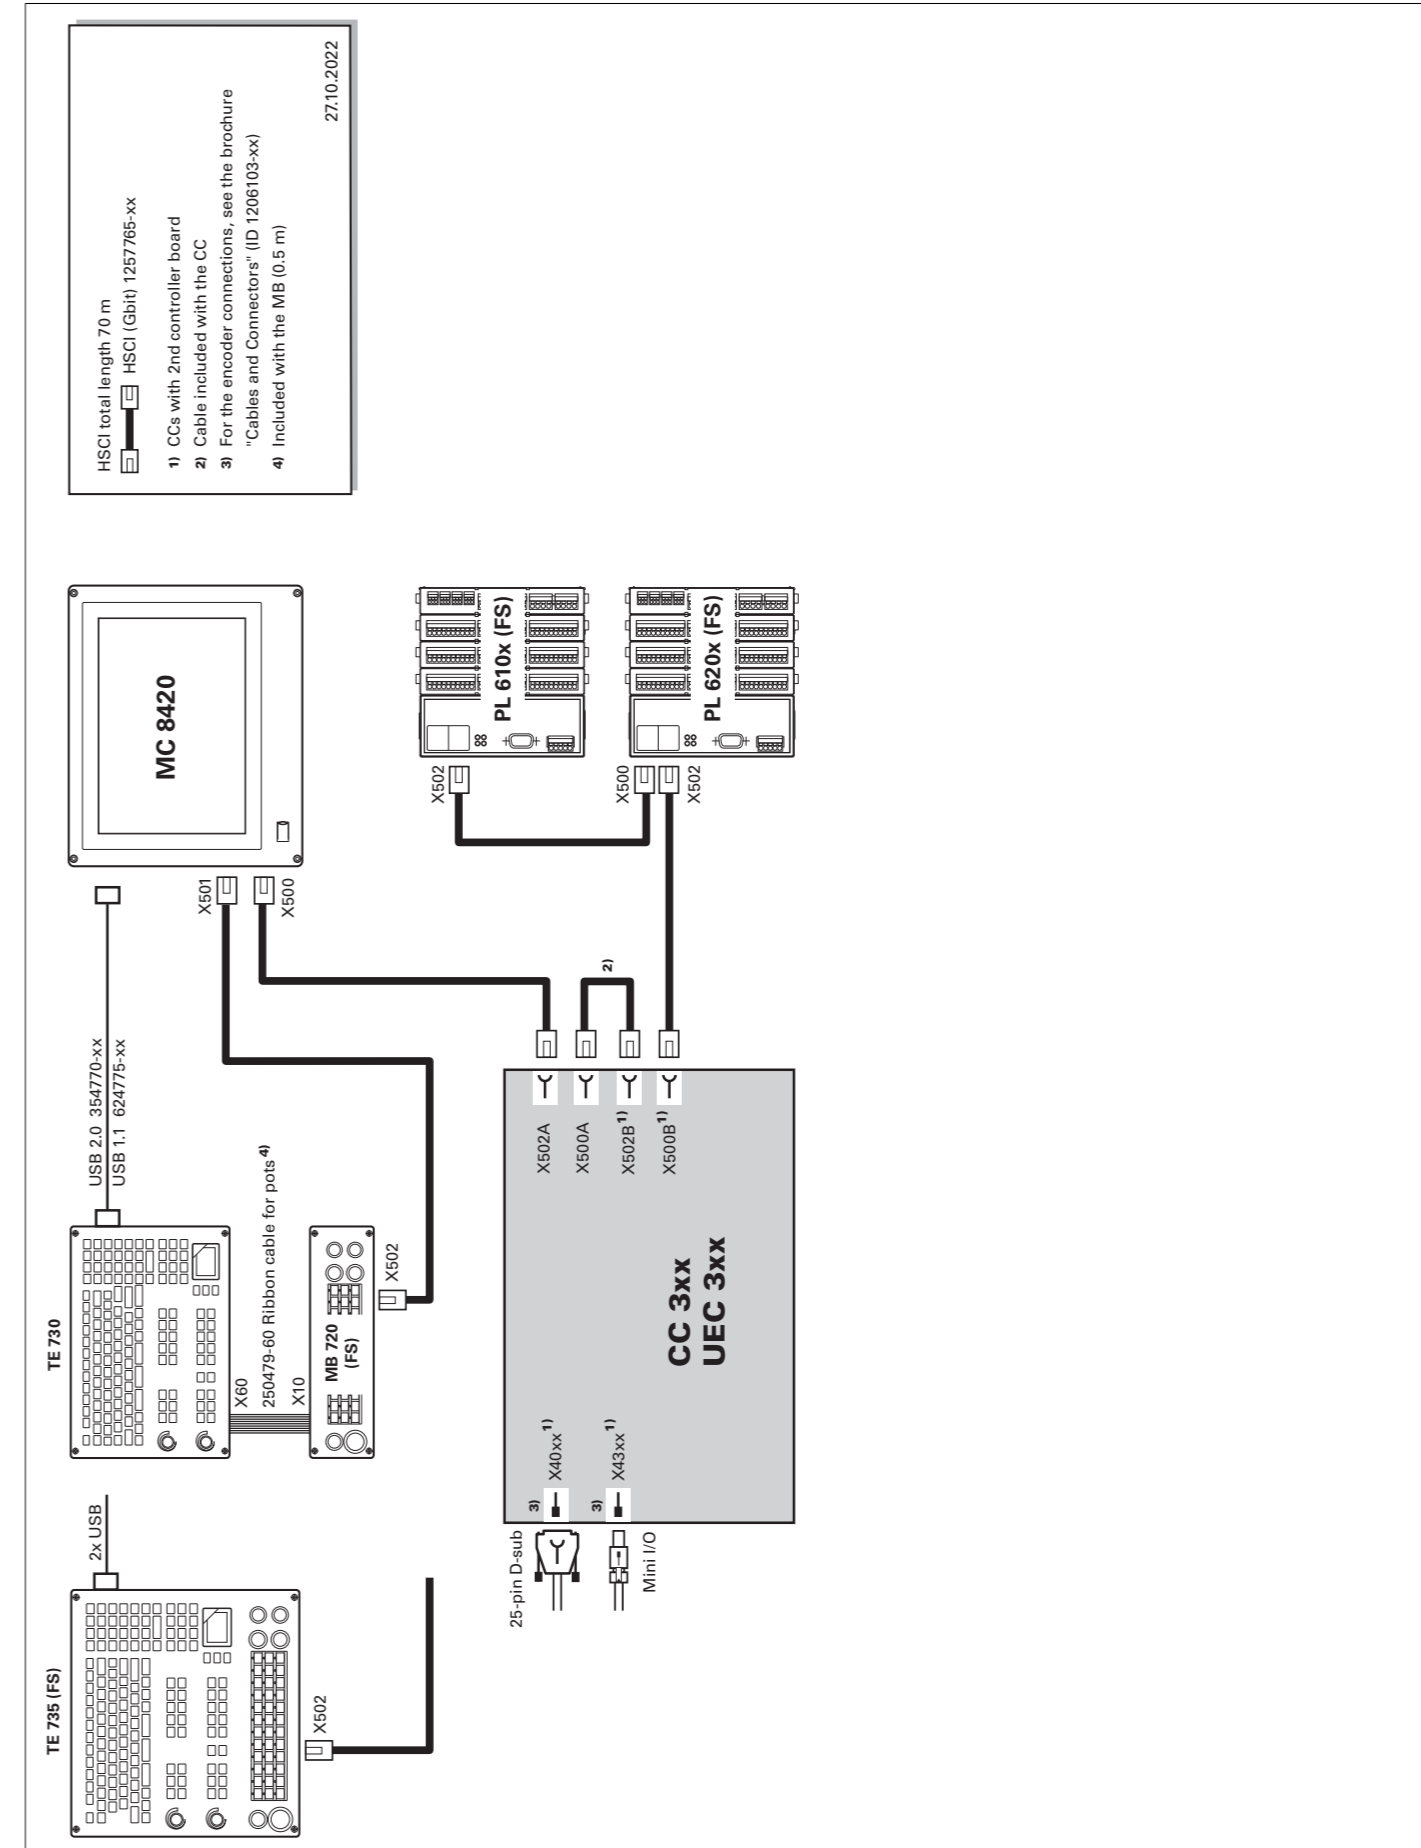 TE 735 (FS)
2x USB
X502
TE 730
USB 2.0 354770-xx
USB 1.1 624775-xx
X60
250479-60 Ribbon cable for pots 4)
X10
MB 720
(FS)
X502
MC 8420
X501
X500
HSCI total length 70 m
HSCI (Gbit) 1257765-xx
1) CCs with 2nd controller board
2) Cable included with the CC
3) For the encoder connections, see the brochure
"Cables and Connectors" (ID 1206103-xx)
4) Included with the MB (0.5 m)
27.10.2022
PL 610x (FS)
X502
PL 620x (FS)
X500
X502
25-pin D-sub
3)
X40xx 1)
3)
X43xx 1)
Mini I/O
CC 3xx
UEC 3xx
X502A
X500A
X502B 1)
X500B 1)
2)